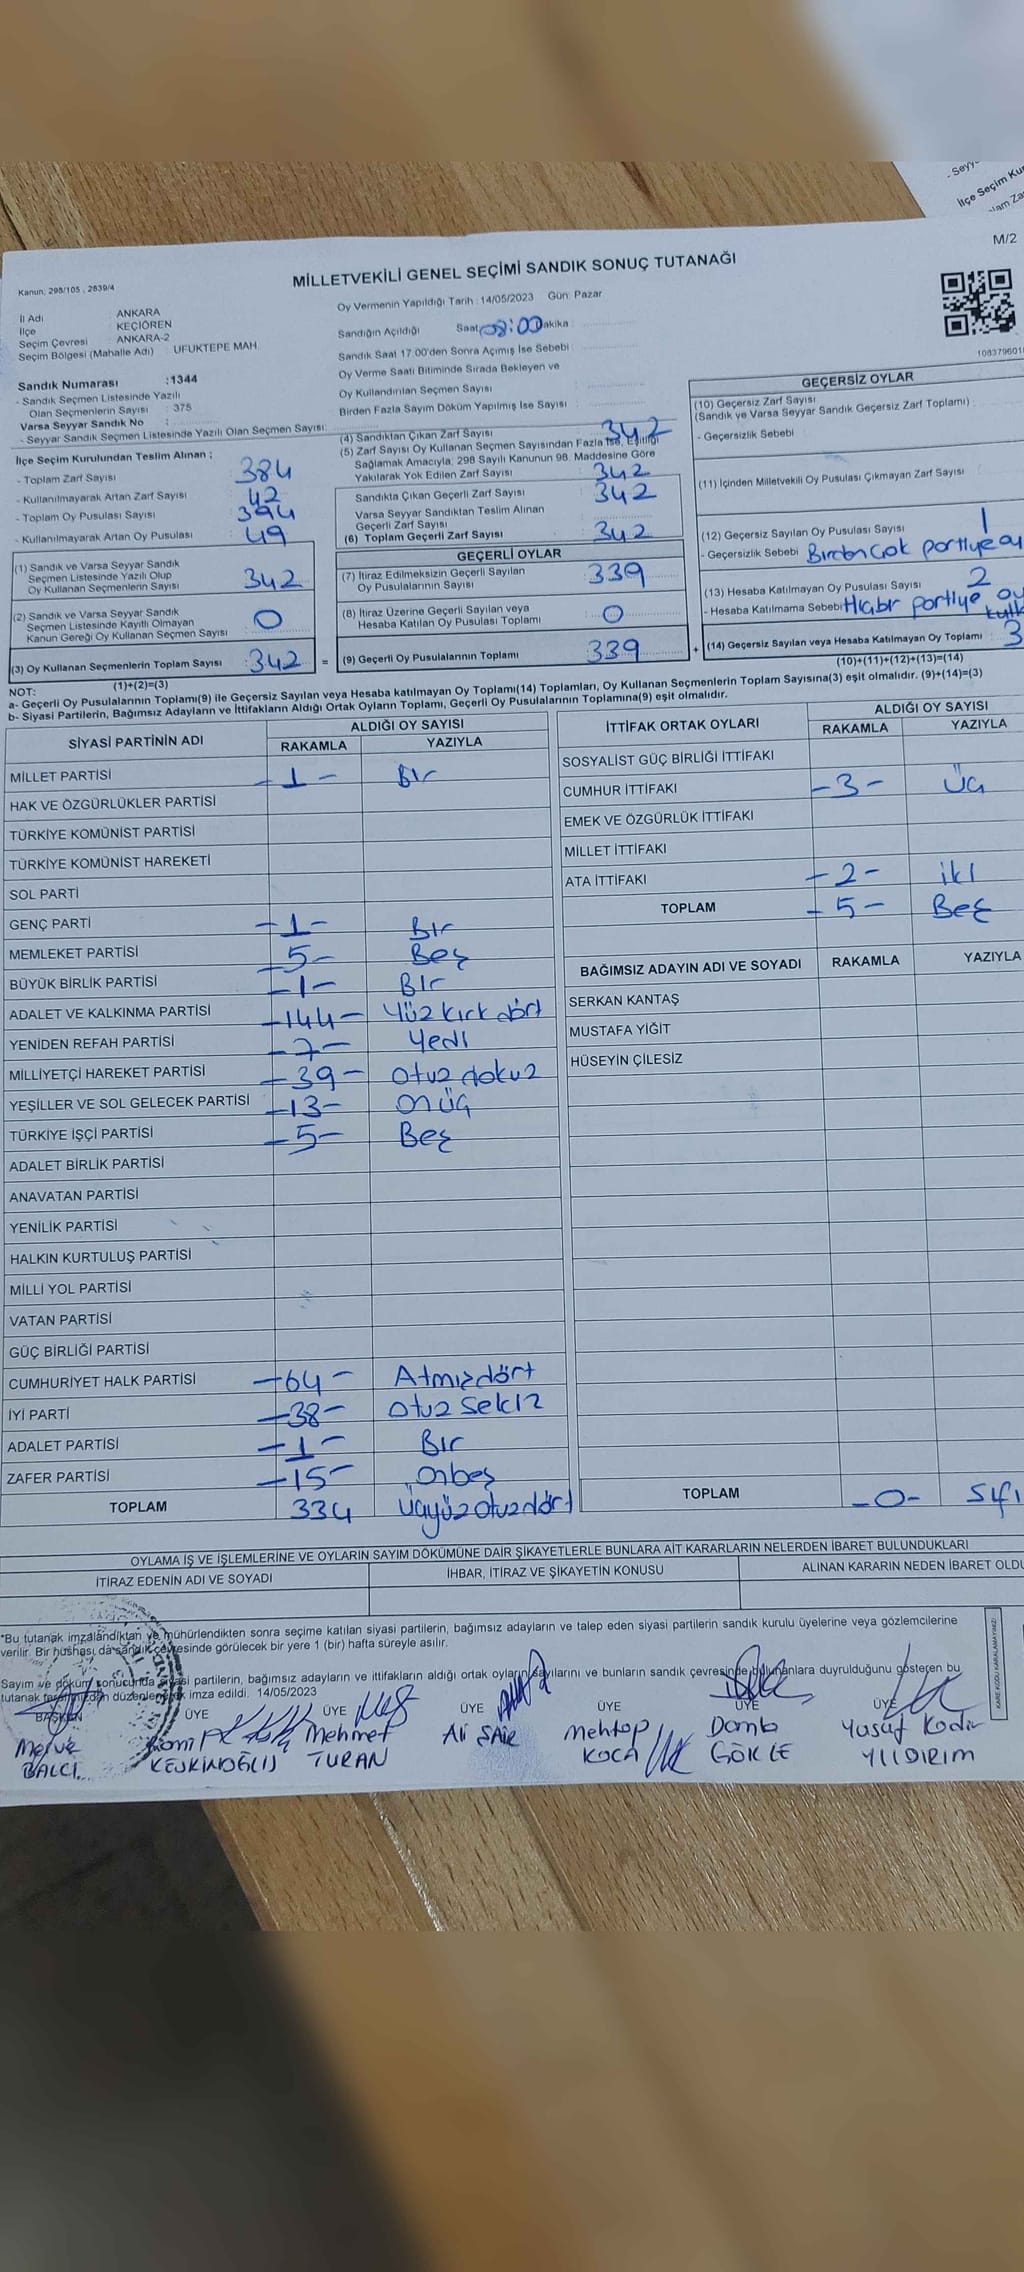 - Seyy
İlçe Seçim Ku
M/2
MİLLETVEKİLİ GENEL SEÇİMİ SANDIK SONUÇ TUTANAĞI
Kanun: 298/105 , 2839/4
İl Adı ANKARA
İlçe KEÇİÖREN
Seçim Çevresi ANKARA-2
Seçim Bölgesi (Mahalle Adı) UFUKTEPE MAH.
Sandık Numarası :1344
- Sandık Seçmen Listesinde Yazılı
Olan Seçmenlerin Sayısı : 375
Varsa Seyyar Sandık No :
- Seyyar Sandık Seçmen Listesinde Yazılı Olan Seçmen Sayısı:
Oy Vermenin Yapıldığı Tarih : 14/05/2023 Gün: Pazar
Sandığın Açıldığı Saat 08:00 Dakika :
Sandık Saat 17.00'den Sonra Açımış İse Sebebi :
Oy Verme Saati Bitiminde Sırada Bekleyen ve
Oy Kullandırılan Seçmen Sayısı :
Birden Fazla Sayım Döküm Yapılmış İse Sayısı :
İlçe Seçim Kurulundan Teslim Alınan ;
- Toplam Zarf Sayısı : 384
- Kullanılmayarak Artan Zarf Sayısı : 42
- Toplam Oy Pusulası Sayısı : 394
- Kullanılmayarak Artan Oy Pusulası : 49
(1) Sandık ve Varsa Seyyar Sandık
Seçmen Listesinde Yazılı Olup
Oy Kullanan Seçmenlerin Sayısı : 342
(2) Sandık ve Varsa Seyyar Sandık
Seçmen Listesinde Kayıtlı Olmayan
Kanun Gereği Oy Kullanan Seçmen Sayısı : 0
(3) Oy Kullanan Seçmenlerin Toplam Sayısı : 342 =
(1)+(2)=(3)
(4) Sandıktan Çıkan Zarf Sayısı : 342
(5) Zarf Sayısı Oy Kullanan Seçmen Sayısından Fazla İse, Eşitliği
Sağlamak Amacıyla, 298 Sayılı Kanunun 98. Maddesine Göre
Yakılarak Yok Edilen Zarf Sayısı : 342
Sandıkta Çıkan Geçerli Zarf Sayısı : 342
Varsa Seyyar Sandıktan Teslim Alınan
Geçerli Zarf Sayısı :
(6) Toplam Geçerli Zarf Sayısı : 342
GEÇERLİ OYLAR
(7) İtiraz Edilmeksizin Geçerli Sayılan
Oy Pusulalarının Sayısı : 339
(8) İtiraz Üzerine Geçerli Sayılan veya
Hesaba Katılan Oy Pusulası Toplamı : 0
(9) Geçerli Oy Pusulalarının Toplamı : 339 +
GEÇERSİZ OYLAR
(10) Geçersiz Zarf Sayısı
(Sandık ve Varsa Seyyar Sandık Geçersiz Zarf Toplamı)
- Geçersizlik Sebebi
(11) İçinden Milletvekili Oy Pusulası Çıkmayan Zarf Sayısı
(12) Geçersiz Sayılan Oy Pusulası Sayısı 1
- Geçersizlik Sebebi Birden Çok partiye oy
(13) Hesaba Katılmayan Oy Pusulası Sayısı 2
- Hesaba Katılmama Sebebi Hiçbir partiye oy
(14) Geçersiz Sayılan veya Hesaba Katılmayan Oy Toplamı 3
(10)+(11)+(12)+(13)=(14)
NOT:
a- Geçerli Oy Pusulalarının Toplamı(9) ile Geçersiz Sayılan veya Hesaba katılmayan Oy Toplamı(14) Toplamları, Oy Kullanan Seçmenlerin Toplam Sayısına(3) eşit olmalıdır. (9)+(14)=(3)
b- Siyasi Partilerin, Bağımsız Adayların ve İttifakların Aldığı Ortak Oyların Toplamı, Geçerli Oy Pusulalarının Toplamına(9) eşit olmalıdır.
SİYASİ PARTİNİN ADI ALDIĞI OY SAYISI
RAKAMLA YAZIYLA
MİLLET PARTİSİ -1- Bir
HAK VE ÖZGÜRLÜKLER PARTİSİ
TÜRKİYE KOMÜNİST PARTİSİ
TÜRKİYE KOMÜNİST HAREKETİ
SOL PARTİ
GENÇ PARTİ -1- Bir
MEMLEKET PARTİSİ -5- Beş
BÜYÜK BİRLİK PARTİSİ -1- Bir
ADALET VE KALKINMA PARTİSİ -144- Yüz kırk dört
YENİDEN REFAH PARTİSİ -7- Yedi
MİLLİYETÇİ HAREKET PARTİSİ -39- Otuz dokuz
YEŞİLLER VE SOL GELECEK PARTİSİ -13- Onüç
TÜRKİYE İŞÇİ PARTİSİ -5- Beş
ADALET BİRLİK PARTİSİ
ANAVATAN PARTİSİ
YENİLİK PARTİSİ
HALKIN KURTULUŞ PARTİSİ
MİLLİ YOL PARTİSİ
VATAN PARTİSİ
GÜÇ BİRLİĞİ PARTİSİ
CUMHURİYET HALK PARTİSİ -64- Atmışdört
İYİ PARTİ -38- Otuz sekiz
ADALET PARTİSİ -1- Bir
ZAFER PARTİSİ -15- Onbeş
TOPLAM 334 Üçyüzotuzdört
İTTİFAK ORTAK OYLARI ALDIĞI OY SAYISI
RAKAMLA YAZIYLA
SOSYALİST GÜÇ BİRLİĞİ İTTİFAKI
CUMHUR İTTİFAKI -3- Üç
EMEK VE ÖZGÜRLÜK İTTİFAKI
MİLLET İTTİFAKI
ATA İTTİFAKI -2- iki
TOPLAM -5- Beş
BAĞIMSIZ ADAYIN ADI VE SOYADI RAKAMLA YAZIYLA
SERKAN KANTAŞ
MUSTAFA YİĞİT
HÜSEYİN ÇİLESİZ
TOPLAM -0- Sıfı
OYLAMA İŞ VE İŞLEMLERİNE VE OYLARIN SAYIM DÖKÜMÜNE DAİR ŞİKAYETLERLE BUNLARA AİT KARARLARIN NELERDEN İBARET BULUNDUKLARI
İTİRAZ EDENİN ADI VE SOYADI İHBAR, İTİRAZ VE ŞİKAYETİN KONUSU ALINAN KARARIN NEDEN İBARET OLDU
*Bu tutanak imzalandıktan ve mühürlendikten sonra seçime katılan siyasi partilerin, bağımsız adayların ve talep eden siyasi partilerin sandık kurulu üyelerine veya gözlemcilerine
verilir. Bir nüshası da sandık çevresinde görülecek bir yere 1 (bir) hafta süreyle asılır.
Sayım ve döküm sonucunda siyasi partilerin, bağımsız adayların ve ittifakların aldığı ortak oyların sayılarını ve bunların sandık çevresinde bulunanlara duyrulduğunu gösteren bu
tutanak tarafımızdan düzenlenerek imza edildi. 14/05/2023
BAŞKAN ÜYE ÜYE ÜYE ÜYE ÜYE ÜYE
Merve BALCI
KESKİNOĞLU
Mehmet TURAN
Ali
Mehtap KOCA
GÖKÇE
Yusuf Kadir YILDIRIM